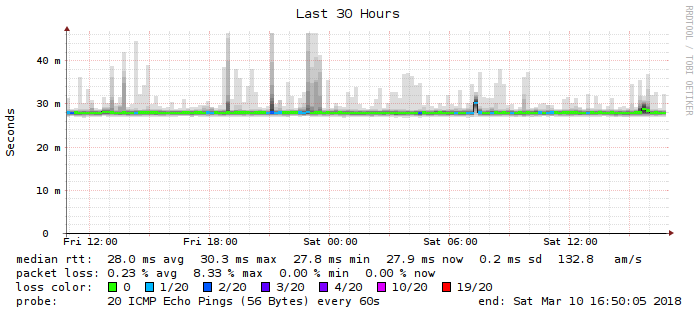 Last 30 Hours
RRDTOOL / TOBI OETIKER
Seconds
40 m
30 m
20 m
10 m
0
Fri 12:00 Fri 18:00 Sat 00:00 Sat 06:00 Sat 12:00
median rtt: 28.0 ms avg 30.3 ms max 27.8 ms min 27.9 ms now 0.2 ms sd 132.8 am/s
packet loss: 0.23 % avg 8.33 % max 0.00 % min 0.00 % now
loss color: 0 1/20 2/20 3/20 4/20 10/20 19/20
probe: 20 ICMP Echo Pings (56 Bytes) every 60s end: Sat Mar 10 16:50:05 2018